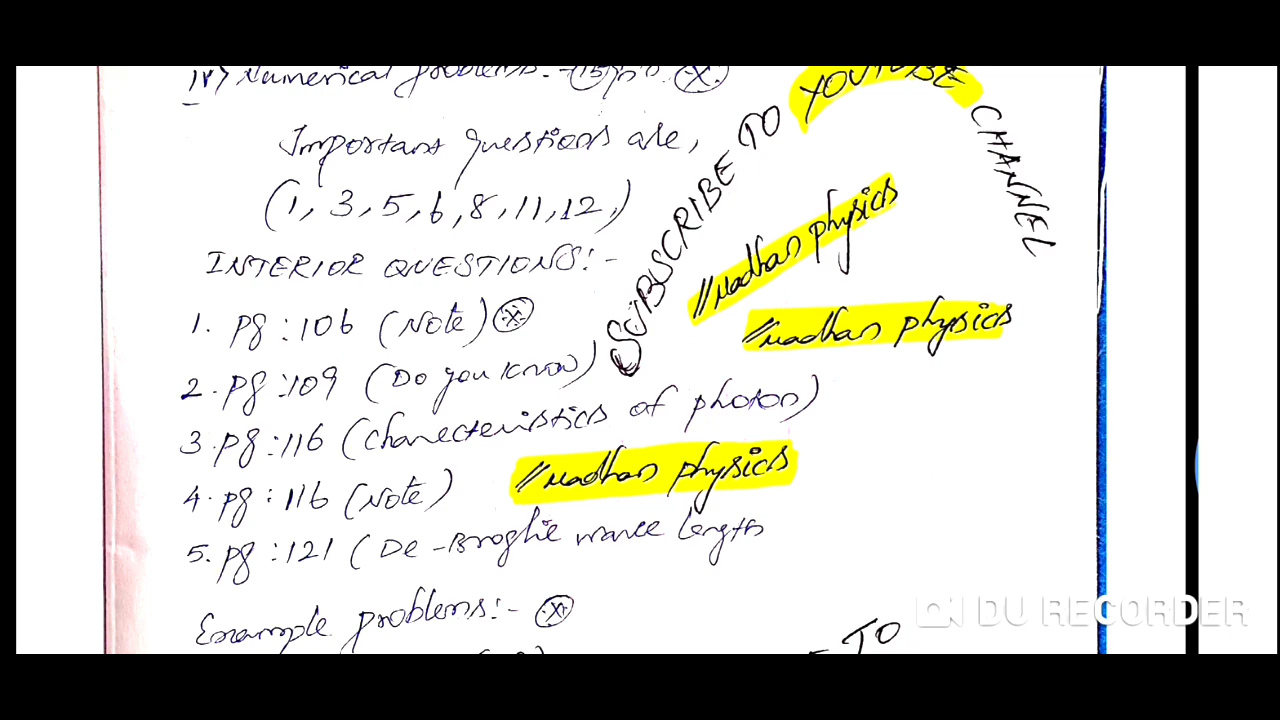 iv) Numerical problems:- (15)
Important questions are,
(1, 3, 5, 6, 8, 11, 12,)
INTERIOR QUESTIONS:-
1. pg:106 (Note)
2. pg:109 (Do you know)
3. pg:116 (charecteristics of photon)
4. pg:116 (Note)
5. pg:121 (De-Broglie wave length
Example problems:-
SUBSCRIBE TO YOUTUBE CHANNEL
Madhan physics
Madhan physics
Madhan physics
TO
DU RECORDER